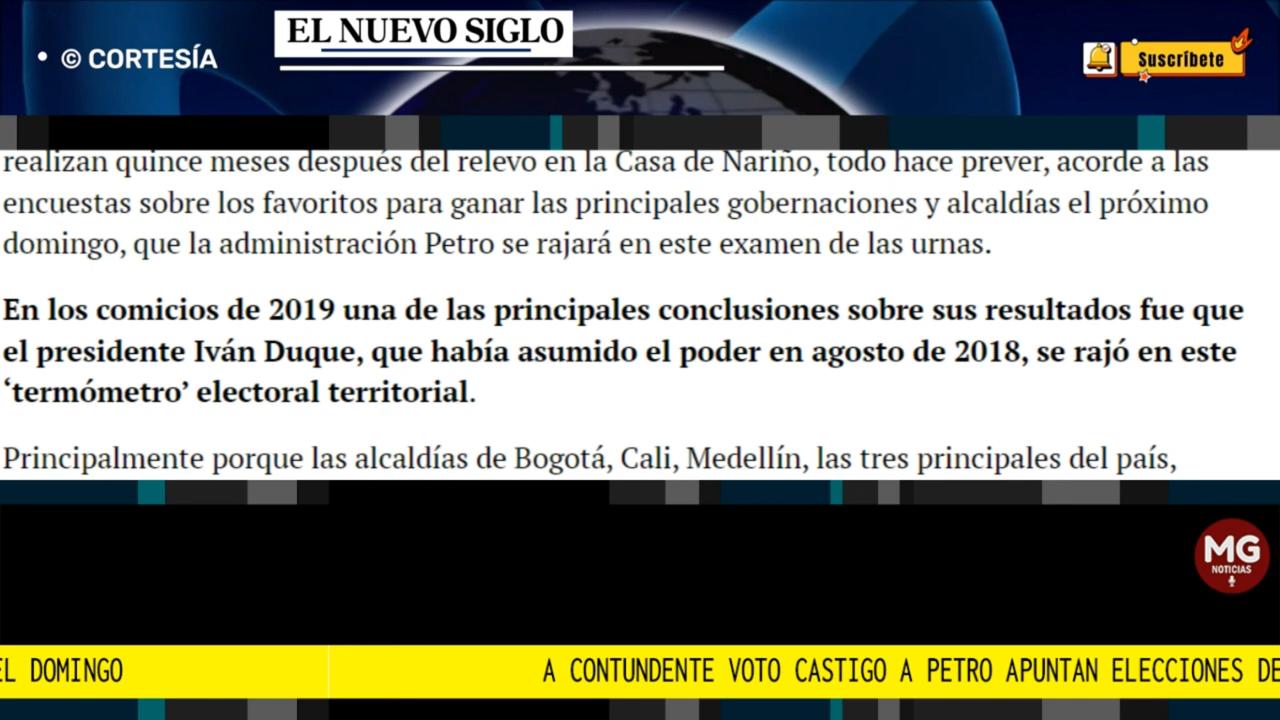 • © CORTESÍA
EL NUEVO SIGLO
Suscríbete
realizan quince meses después del relevo en la Casa de Nariño, todo hace prever, acorde a las
encuestas sobre los favoritos para ganar las principales gobernaciones y alcaldías el próximo
domingo, que la administración Petro se rajará en este examen de las urnas.
En los comicios de 2019 una de las principales conclusiones sobre sus resultados fue que
el presidente Iván Duque, que había asumido el poder en agosto de 2018, se rajó en este
‘termómetro’ electoral territorial.
Principalmente porque las alcaldías de Bogotá, Cali, Medellín, las tres principales del país,
MG
NOTICIAS
EL DOMINGO
A CONTUNDENTE VOTO CASTIGO A PETRO APUNTAN ELECCIONES DE